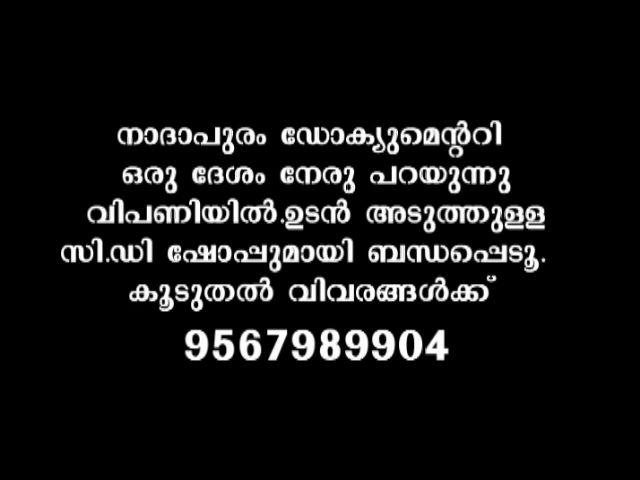 നാദാപുരം ഡോക്യുമെന്ററി
ഒരു ദേശം നേരു പറയുന്നു
വിപണിയിൽ.ഉടൻ അടുത്തുള്ള
സി.ഡി ഷോപ്പുമായി ബന്ധപ്പെടൂ.
കൂടുതൽ വിവരങ്ങൾക്ക്
9567989904